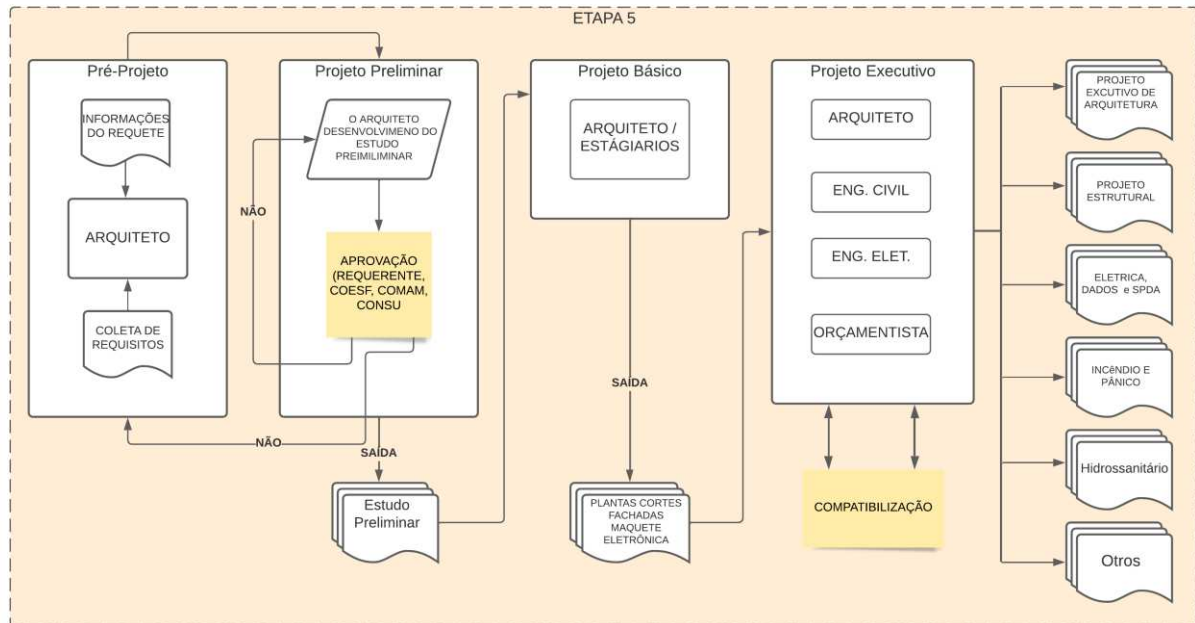 ETAPA 5
Pré-Projeto
INFORMAÇÕES
DO REQUETE
ARQUITETO
COLETA DE
REQUISITOS
NÃO
NÃO
Projeto Preliminar
O ARQUITETO
DESENVOLVIMENO DO
ESTUDO
PREIMILIMINAR
APROVAÇÃO
(REQUERENTE,
COESF, COMAM,
CONSU
SAÍDA
Estudo
Preliminar
Projeto Básico
ARQUITETO /
ESTÁGIARIOS
SAÍDA
PLANTAS CORTES
FACHADAS
MAQUETE
ELETRÔNICA
Projeto Executivo
ARQUITETO
ENG. CIVIL
ENG. ELET.
ORÇAMENTISTA
COMPATIBILIZAÇÃO
PROJETO
EXCUTIVO DE
ARQUITETURA
PROJETO
ESTRUTURAL
ELETRICA,
DADOS e SPDA
INCêNDIO E
PÂNICO
Hidrossanitário
Otros